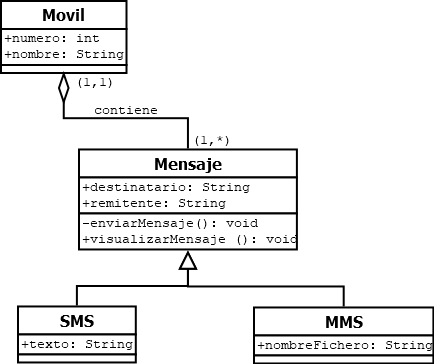 Movil
+numero: int
+nombre: String
(1,1)
contiene
(1,*)
Mensaje
+destinatario: String
+remitente: String
-enviarMensaje(): void
+visualizarMensaje (): void
SMS
+texto: String
MMS
+nombreFichero: String